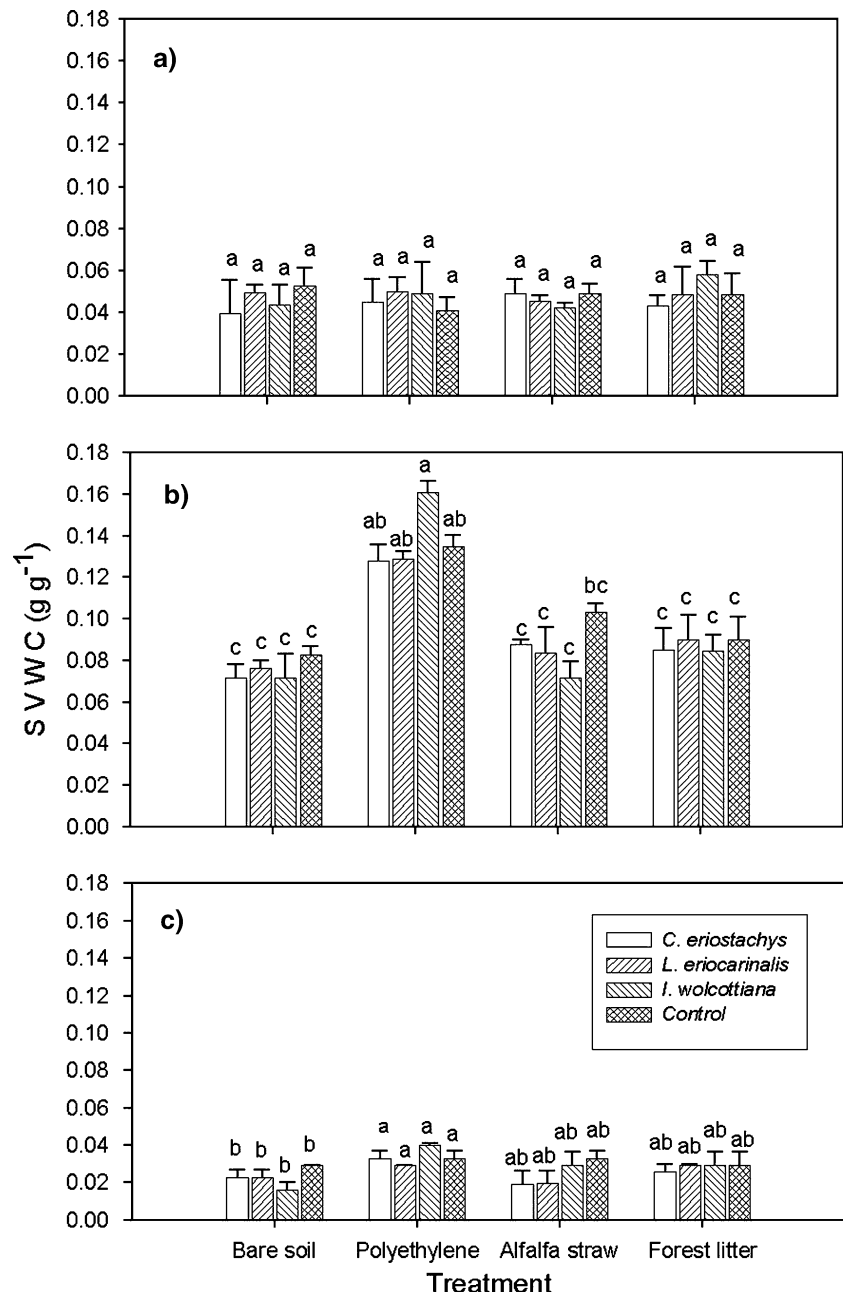 0.18
a)
0.16
0.14
0.12
0.10
0.08
a a a a a a a a a a a a a a a a
0.06
0.04
0.02
0.00
0.18
b)
0.16
0.14
0.12
0.10
0.08
0.06
0.04
0.02
0.00
a
ab ab ab
bc
c c c c c c c c c c c
S V W C (g g⁻¹)
0.18
c)
0.16
0.14
0.12
0.10
0.08
0.06
0.04
0.02
0.00
C. eriostachys
L. eriocarinalis
I. wolcottiana
Control
b b b b a a a a ab ab ab ab ab ab ab ab
Bare soil Polyethylene Alfalfa straw Forest litter
Treatment